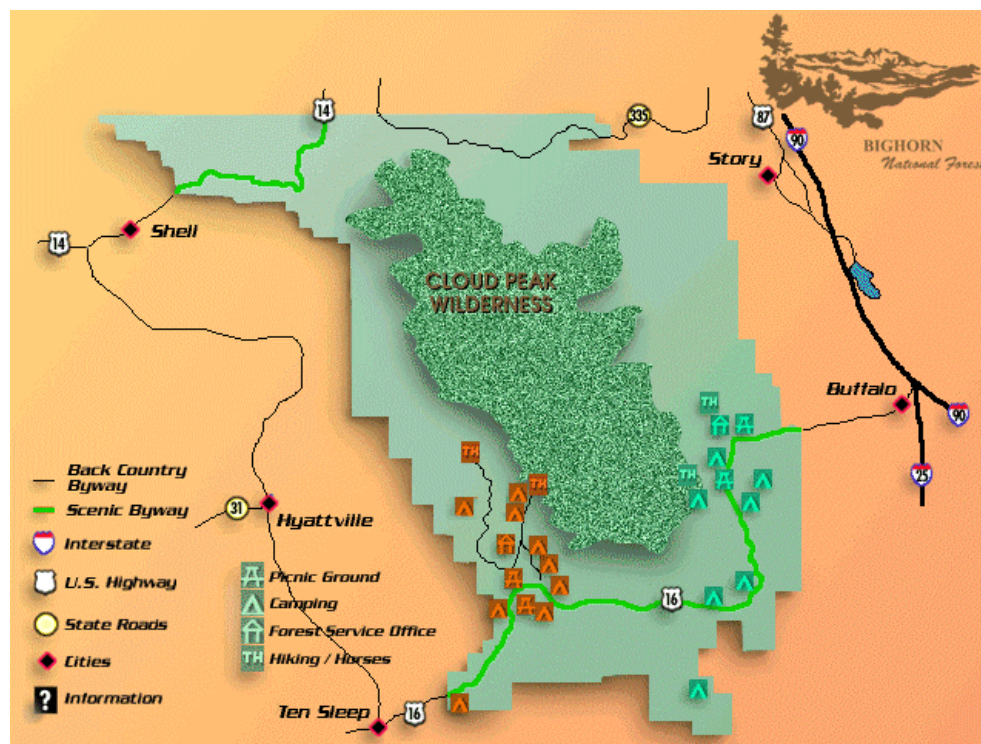 14
335
87
90
BIGHORN
National Fores
Story
Shell
14
CLOUD PEAK
WILDERNESS
Buffalo
TH
90
TH
TH
TH
25
Back Country
Byway
Scenic Byway
31
Hyattville
Interstate
U.S. Highway
Picnic Ground
Camping
16
State Roads
Forest Service Office
Cities
TH Hiking / Horses
? Information
Ten Sleep
16